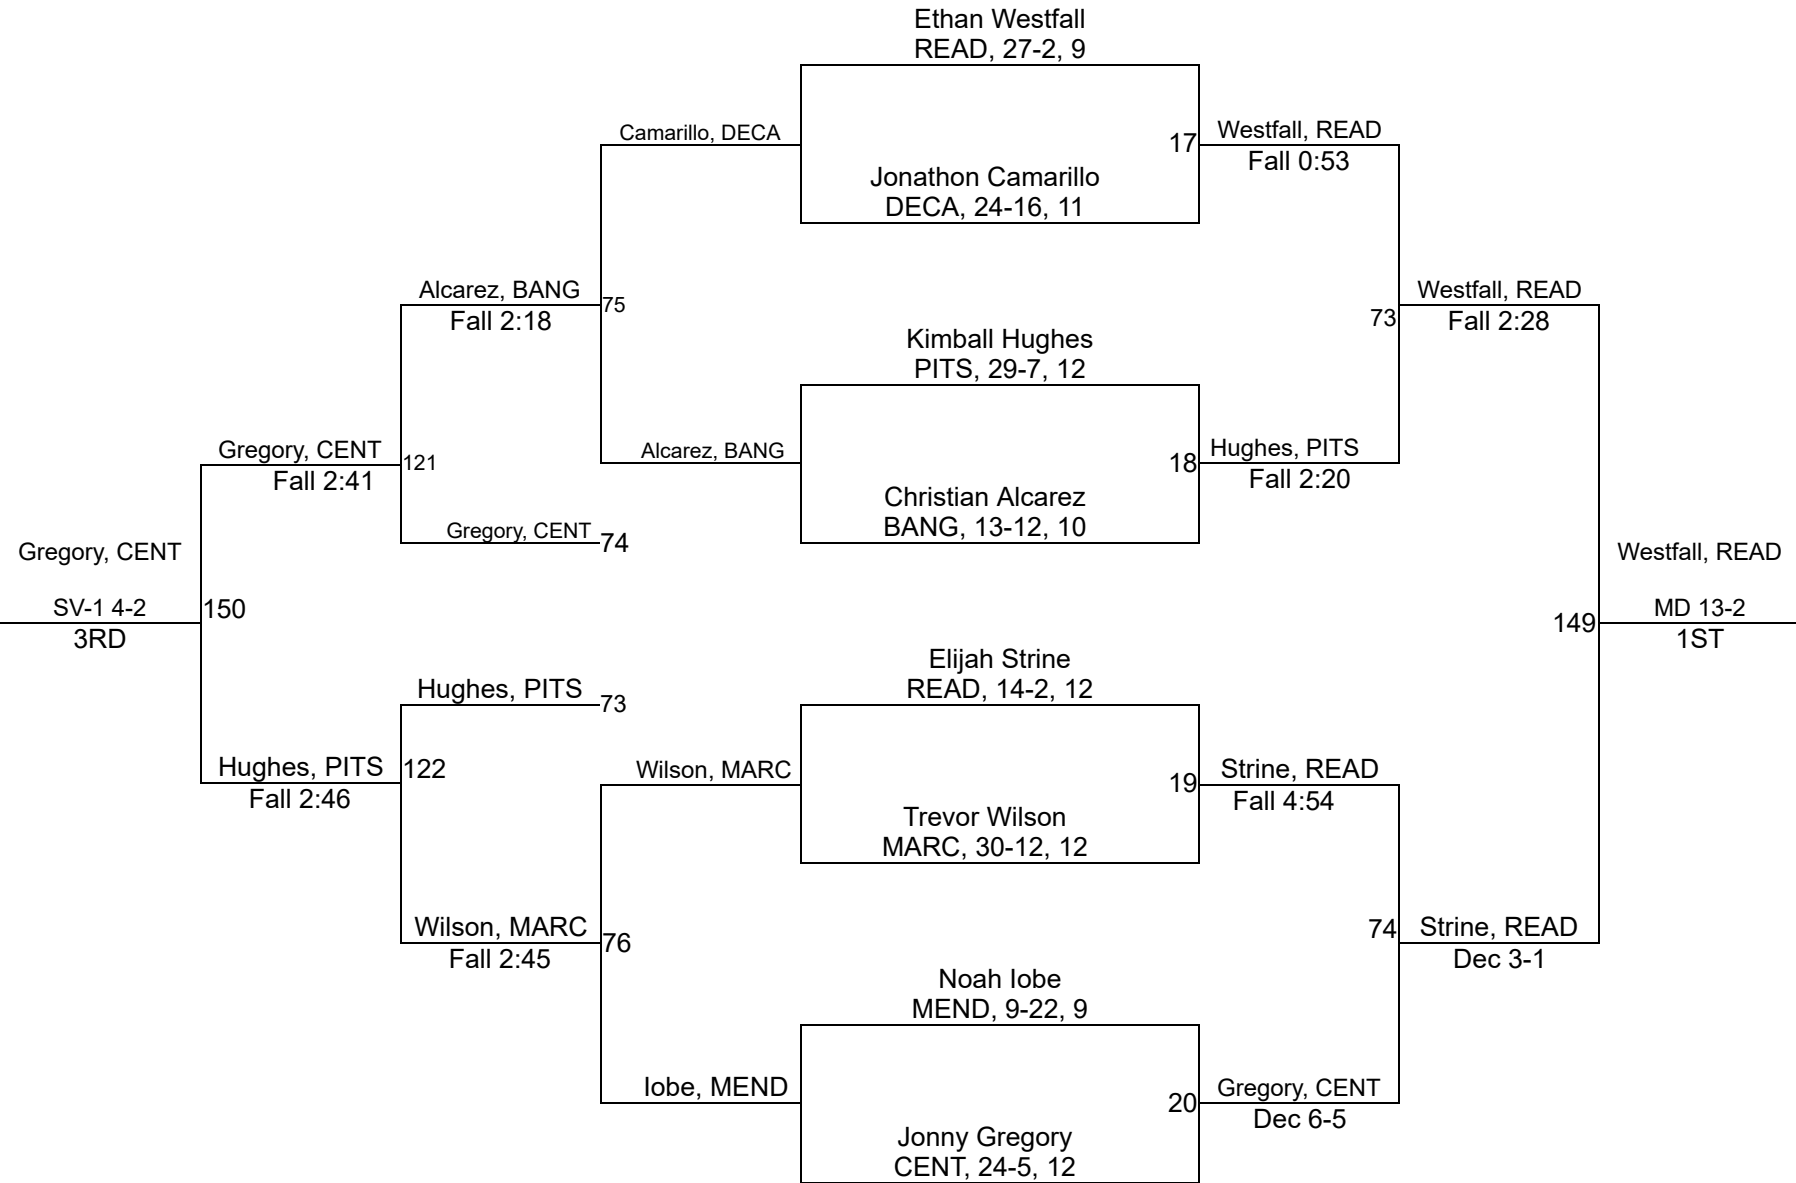 Ethan Westfall
READ, 27-2, 9
Camarillo, DECA
17
Westfall, READ
Fall 0:53
Jonathon Camarillo
DECA, 24-16, 11
Alcarez, BANG
Fall 2:18
75
73
Westfall, READ
Fall 2:28
Kimball Hughes
PITS, 29-7, 12
Gregory, CENT
Fall 2:41
121
Alcarez, BANG
18
Hughes, PITS
Fall 2:20
Christian Alcarez
BANG, 13-12, 10
Gregory, CENT
74
Gregory, CENT
SV-1 4-2
3RD
150
Westfall, READ
149
MD 13-2
1ST
Elijah Strine
READ, 14-2, 12
Hughes, PITS
73
Hughes, PITS
Fall 2:46
122
Wilson, MARC
19
Strine, READ
Fall 4:54
Trevor Wilson
MARC, 30-12, 12
Wilson, MARC
Fall 2:45
76
74
Strine, READ
Dec 3-1
Noah Iobe
MEND, 9-22, 9
Iobe, MEND
20
Gregory, CENT
Dec 6-5
Jonny Gregory
CENT, 24-5, 12